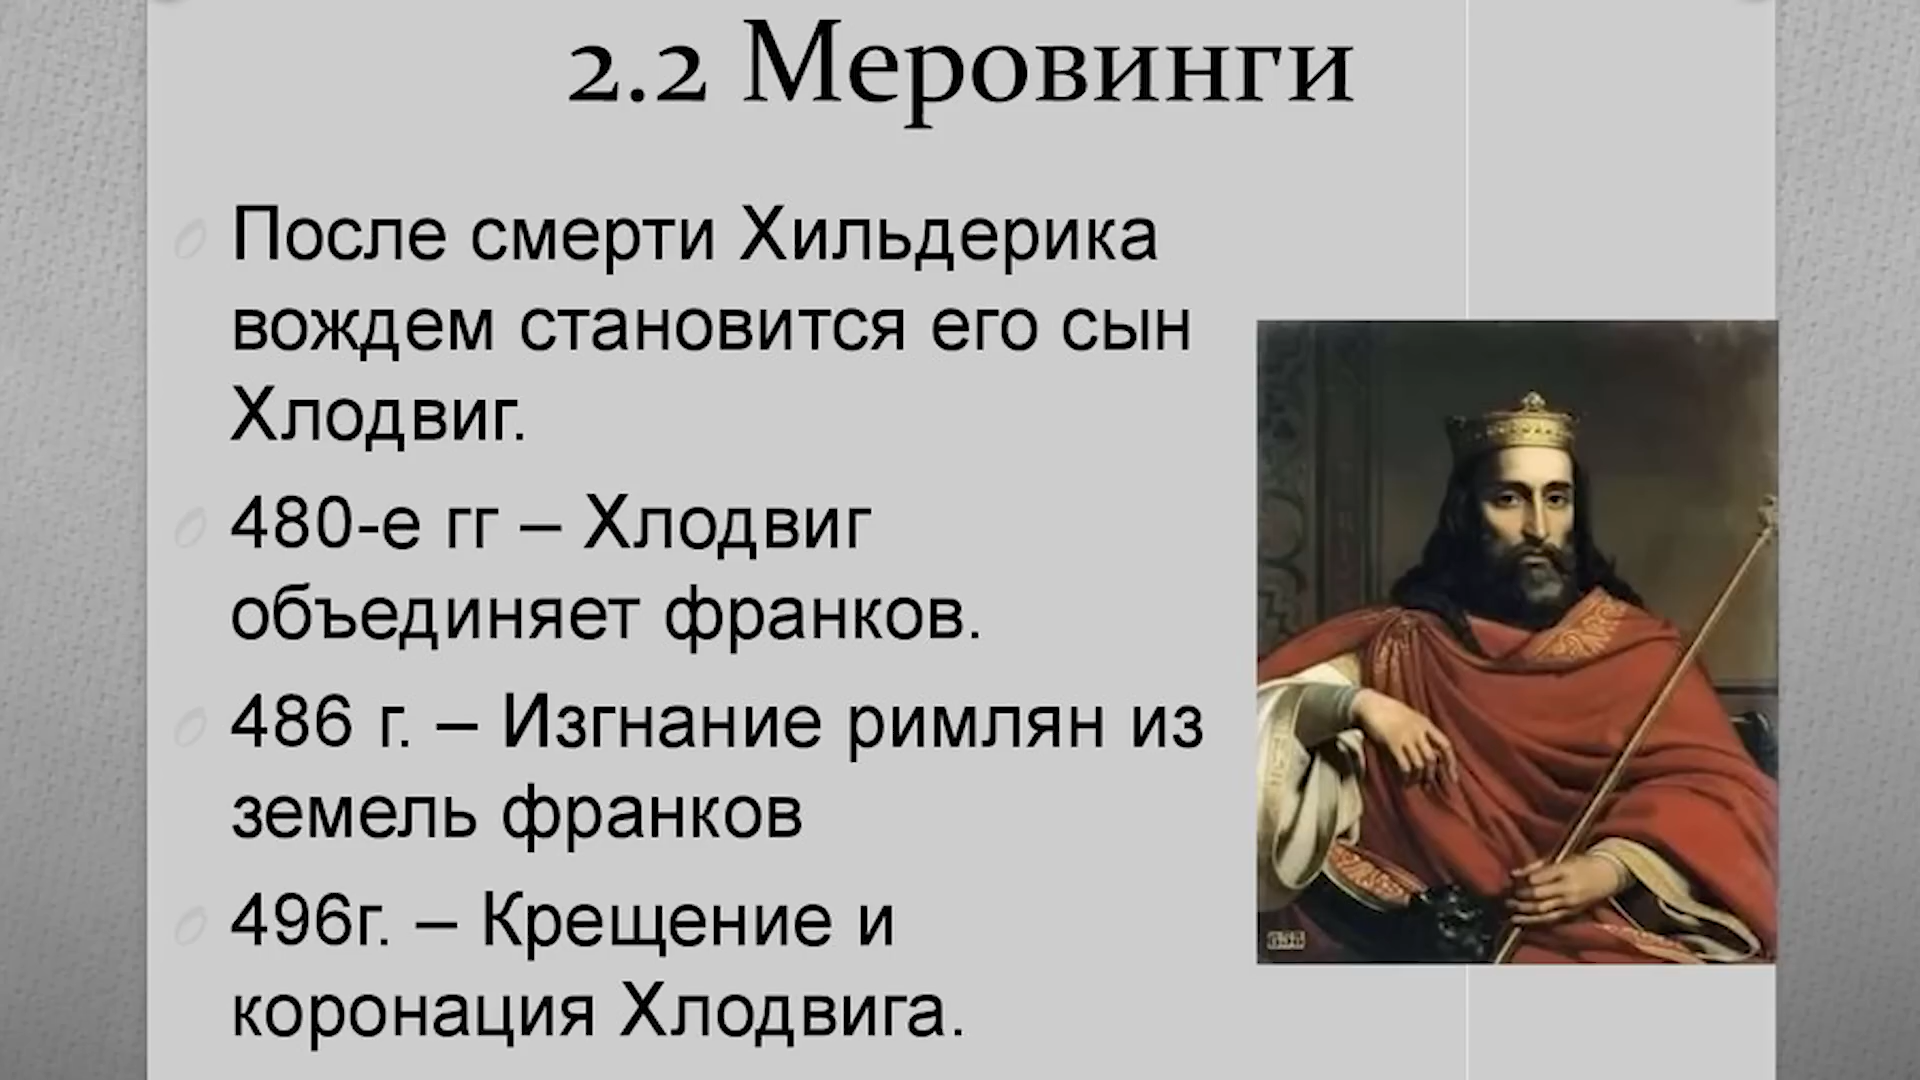 2.2 Меровинги
После смерти Хильдерика
вождем становится его сын
Хлодвиг.
480-е гг – Хлодвиг
объединяет франков.
486 г. – Изгнание римлян из
земель франков
496г. – Крещение и
коронация Хлодвига.